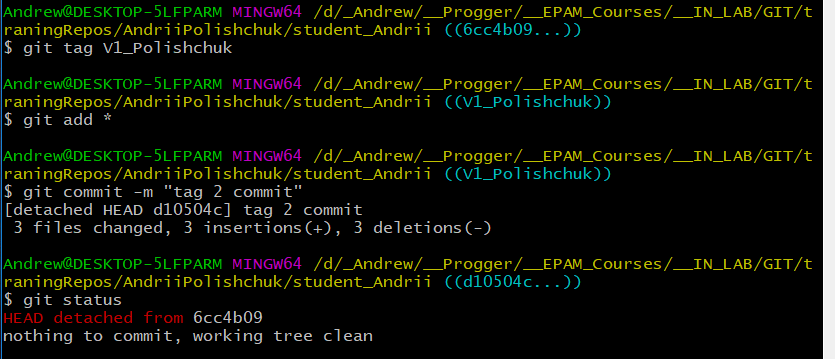 Andrew@DESKTOP-5LFPARM MINGW64 /d/_Andrew/__Progger/__EPAM_Courses/__IN_LAB/GIT/t
raningRepos/AndriiPolishchuk/student_Andrii ((6cc4b09...))
$ git tag V1_Polishchuk
Andrew@DESKTOP-5LFPARM MINGW64 /d/_Andrew/__Progger/__EPAM_Courses/__IN_LAB/GIT/t
raningRepos/AndriiPolishchuk/student_Andrii ((V1_Polishchuk))
$ git add *
Andrew@DESKTOP-5LFPARM MINGW64 /d/_Andrew/__Progger/__EPAM_Courses/__IN_LAB/GIT/t
raningRepos/AndriiPolishchuk/student_Andrii ((V1_Polishchuk))
$ git commit -m "tag 2 commit"
[detached HEAD d10504c] tag 2 commit
 3 files changed, 3 insertions(+), 3 deletions(-)
Andrew@DESKTOP-5LFPARM MINGW64 /d/_Andrew/__Progger/__EPAM_Courses/__IN_LAB/GIT/t
raningRepos/AndriiPolishchuk/student_Andrii ((d10504c...))
$ git status
HEAD detached from 6cc4b09
nothing to commit, working tree clean